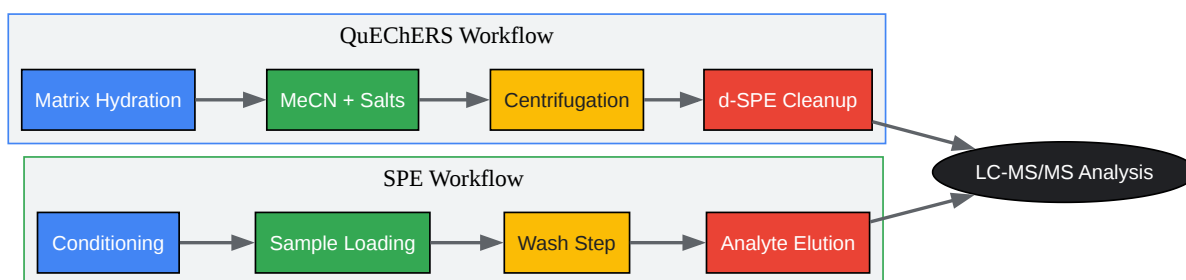 QuEChERS Workflow
Matrix Hydration
MeCN + Salts
Centrifugation
d-SPE Cleanup
LC-MS/MS Analysis
SPE Workflow
Conditioning
Sample Loading
Wash Step
Analyte Elution